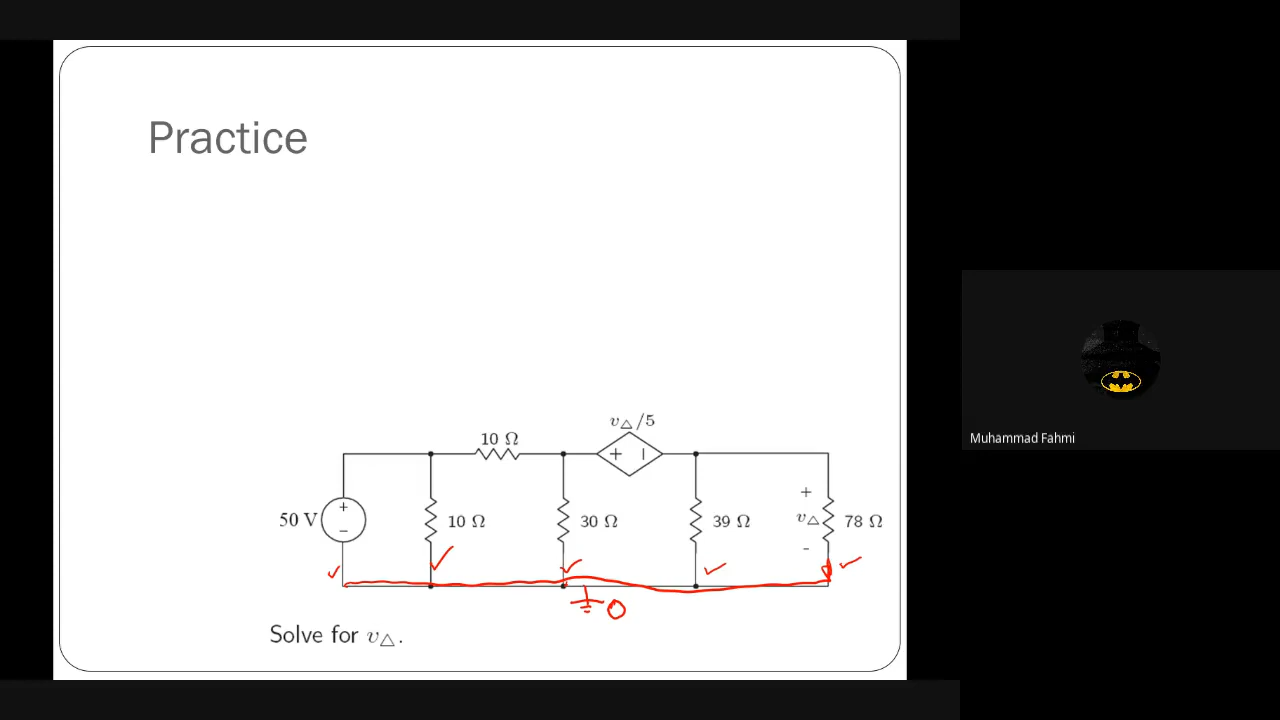 Practice
v△/5
10 Ω
+ −
50 V
+
−
10 Ω
30 Ω
39 Ω
+
v△
-
78 Ω
0
Solve for v△.
Muhammad Fahmi